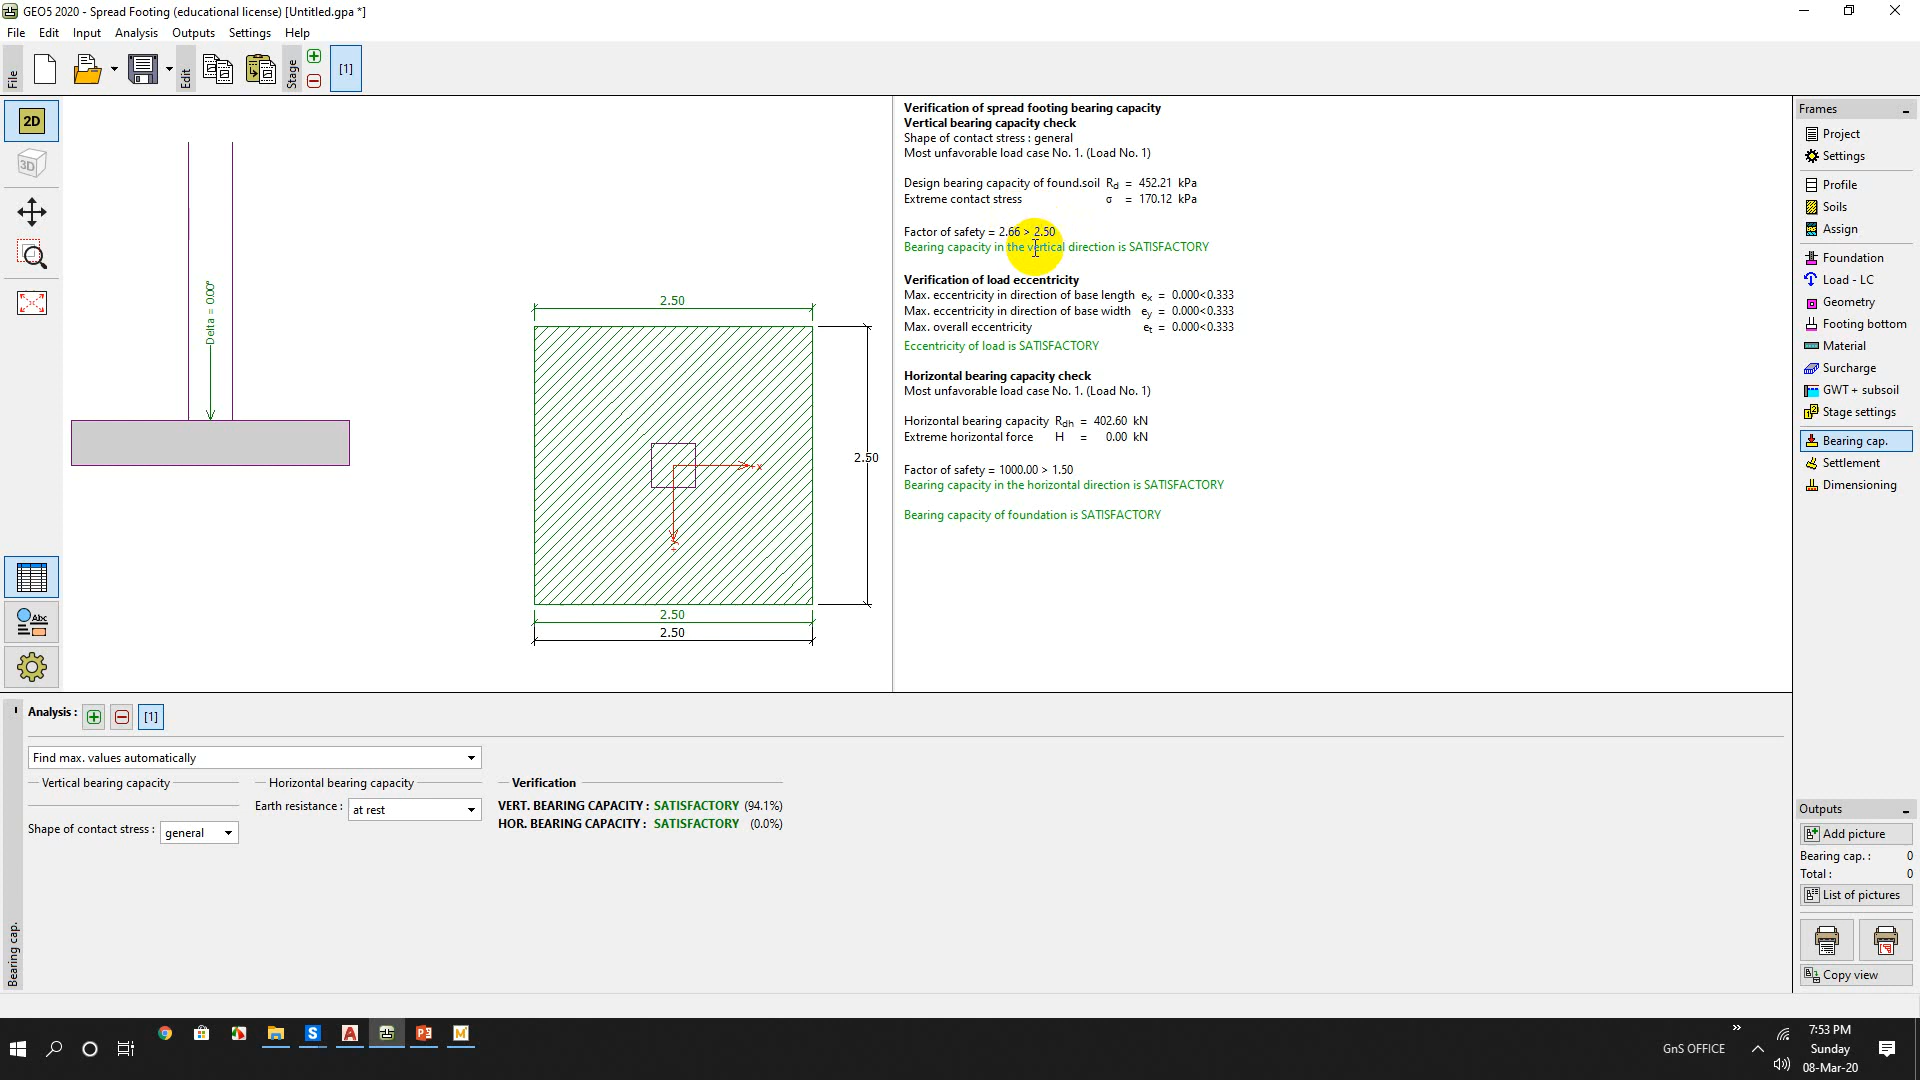 GEO5 2020 - Spread Footing (educational license) [Untitled.gpa *]
File Edit Input Analysis Outputs Settings Help
File
Edit
Stage
[1]
2D
3D
Delta = 0.00°
2.50
2.50
+x
2.50
2.50
Verification of spread footing bearing capacity
Vertical bearing capacity check
Shape of contact stress : general
Most unfavorable load case No. 1. (Load No. 1)
Design bearing capacity of found.soil Rd = 452.21 kPa
Extreme contact stress σ = 170.12 kPa
Factor of safety = 2.66 > 2.50
Bearing capacity in the vertical direction is SATISFACTORY
Verification of load eccentricity
Max. eccentricity in direction of base length ex = 0.000<0.333
Max. eccentricity in direction of base width ey = 0.000<0.333
Max. overall eccentricity et = 0.000<0.333
Eccentricity of load is SATISFACTORY
Horizontal bearing capacity check
Most unfavorable load case No. 1. (Load No. 1)
Horizontal bearing capacity Rdh = 402.60 kN
Extreme horizontal force H = 0.00 kN
Factor of safety = 1000.00 > 1.50
Bearing capacity in the horizontal direction is SATISFACTORY
Bearing capacity of foundation is SATISFACTORY
Frames
Project
Settings
Profile
Soils
Assign
Foundation
Load - LC
Geometry
Footing bottom
Material
Surcharge
GWT + subsoil
Stage settings
Bearing cap.
Settlement
Dimensioning
Outputs
Add picture
Bearing cap. : 0
Total : 0
List of pictures
Copy view
Abc
Bearing cap.
Analysis : [1]
Find max. values automatically
Vertical bearing capacity
Shape of contact stress : general
Horizontal bearing capacity
Earth resistance : at rest
Verification
VERT. BEARING CAPACITY : SATISFACTORY (94.1%)
HOR. BEARING CAPACITY : SATISFACTORY (0.0%)
GnS OFFICE
7:53 PM
Sunday
08-Mar-20